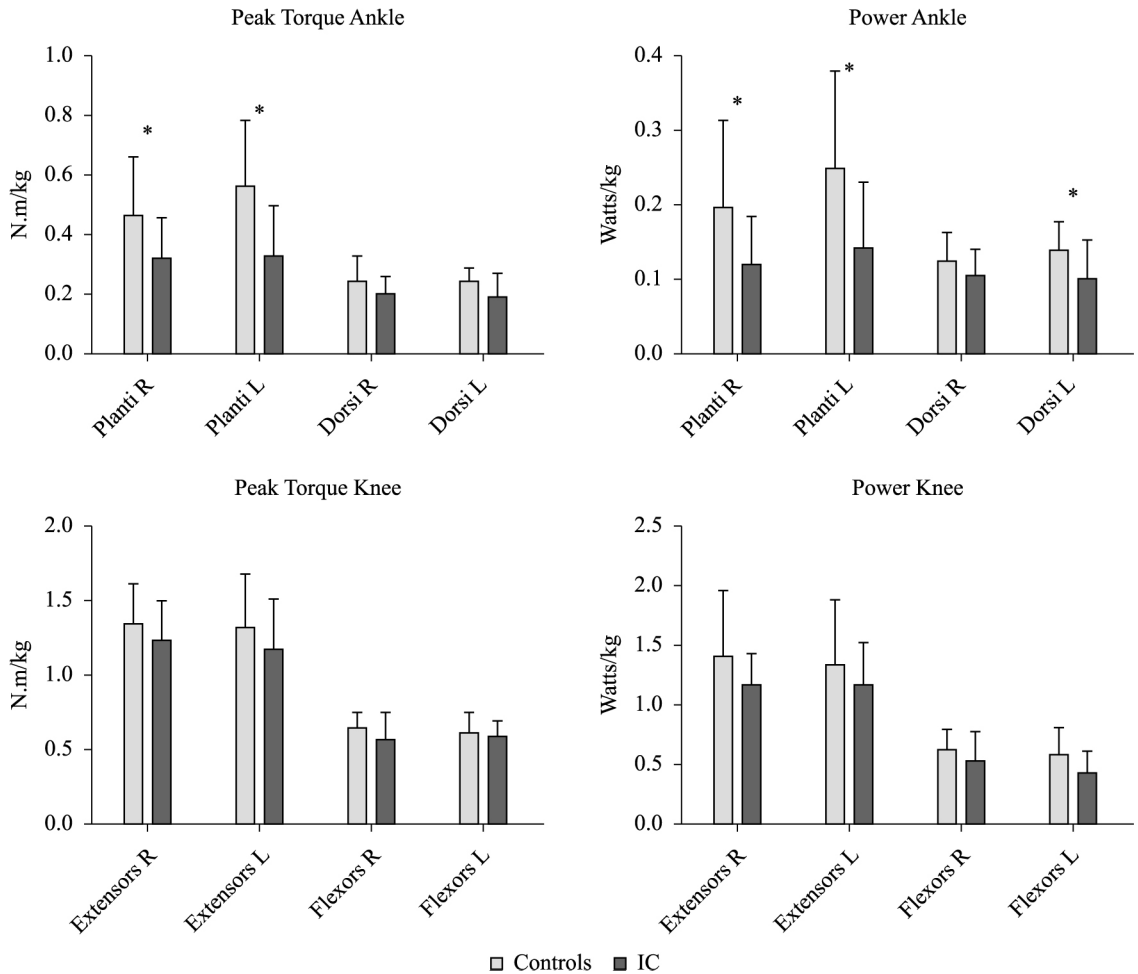 Peak Torque Ankle
N.m/kg
1.0
0.8
0.6
0.4
0.2
0.0
*
*
Planti R
Planti L
Dorsi R
Dorsi L
Power Ankle
Watts/kg
0.4
0.3
0.2
0.1
0.0
*
*
*
Planti R
Planti L
Dorsi R
Dorsi L
Peak Torque Knee
N.m/kg
2.0
1.5
1.0
0.5
0.0
Extensors R
Extensors L
Flexors R
Flexors L
Power Knee
Watts/kg
2.5
2.0
1.5
1.0
0.5
0.0
Extensors R
Extensors L
Flexors R
Flexors L
Controls
IC